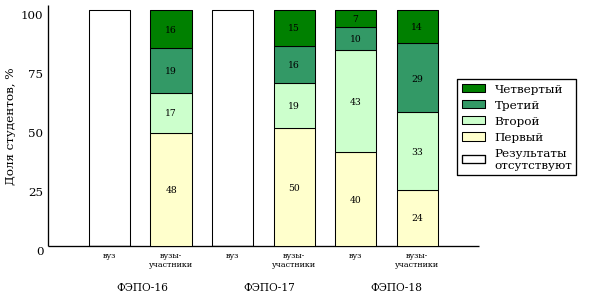 100
75
50
25
0
Доля студентов, %
16
19
17
48
15
16
19
50
7
10
43
40
14
29
33
24
вуз
вузы-
участники
вуз
вузы-
участники
вуз
вузы-
участники
ФЭПО-16
ФЭПО-17
ФЭПО-18
Четвертый
Третий
Второй
Первый
Результаты
отсутствуют